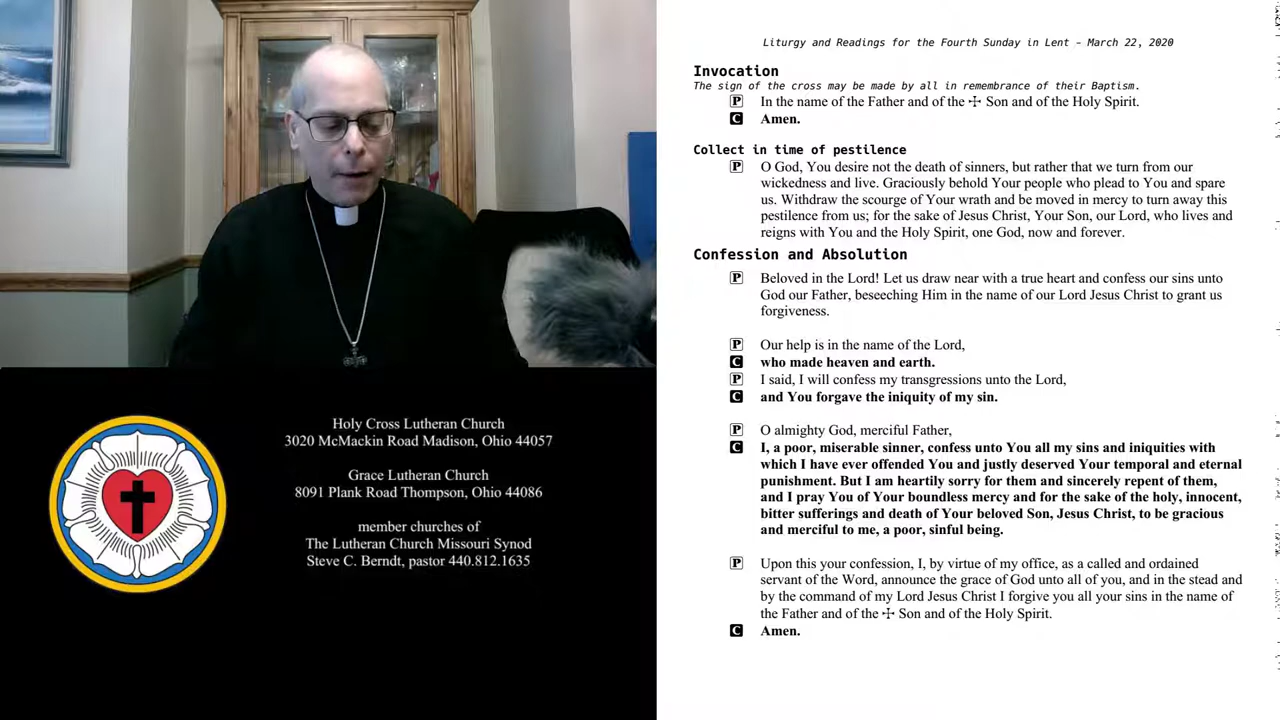 Liturgy and Readings for the Fourth Sunday in Lent - March 22, 2020
Invocation
The sign of the cross may be made by all in remembrance of their Baptism.
P In the name of the Father and of the ☩ Son and of the Holy Spirit.
C Amen.
Collect in time of pestilence
P O God, You desire not the death of sinners, but rather that we turn from our
wickedness and live. Graciously behold Your people who plead to You and spare
us. Withdraw the scourge of Your wrath and be moved in mercy to turn away this
pestilence from us; for the sake of Jesus Christ, Your Son, our Lord, who lives and
reigns with You and the Holy Spirit, one God, now and forever.
Confession and Absolution
P Beloved in the Lord! Let us draw near with a true heart and confess our sins unto
God our Father, beseeching Him in the name of our Lord Jesus Christ to grant us
forgiveness.
P Our help is in the name of the Lord,
C who made heaven and earth.
P I said, I will confess my transgressions unto the Lord,
C and You forgave the iniquity of my sin.
P O almighty God, merciful Father,
C I, a poor, miserable sinner, confess unto You all my sins and iniquities with
which I have ever offended You and justly deserved Your temporal and eternal
punishment. But I am heartily sorry for them and sincerely repent of them,
and I pray You of Your boundless mercy and for the sake of the holy, innocent,
bitter sufferings and death of Your beloved Son, Jesus Christ, to be gracious
and merciful to me, a poor, sinful being.
P Upon this your confession, I, by virtue of my office, as a called and ordained
servant of the Word, announce the grace of God unto all of you, and in the stead and
by the command of my Lord Jesus Christ I forgive you all your sins in the name of
the Father and of the ☩ Son and of the Holy Spirit.
C Amen.
Holy Cross Lutheran Church
3020 McMackin Road Madison, Ohio 44057
Grace Lutheran Church
8091 Plank Road Thompson, Ohio 44086
member churches of
The Lutheran Church Missouri Synod
Steve C. Berndt, pastor 440.812.1635